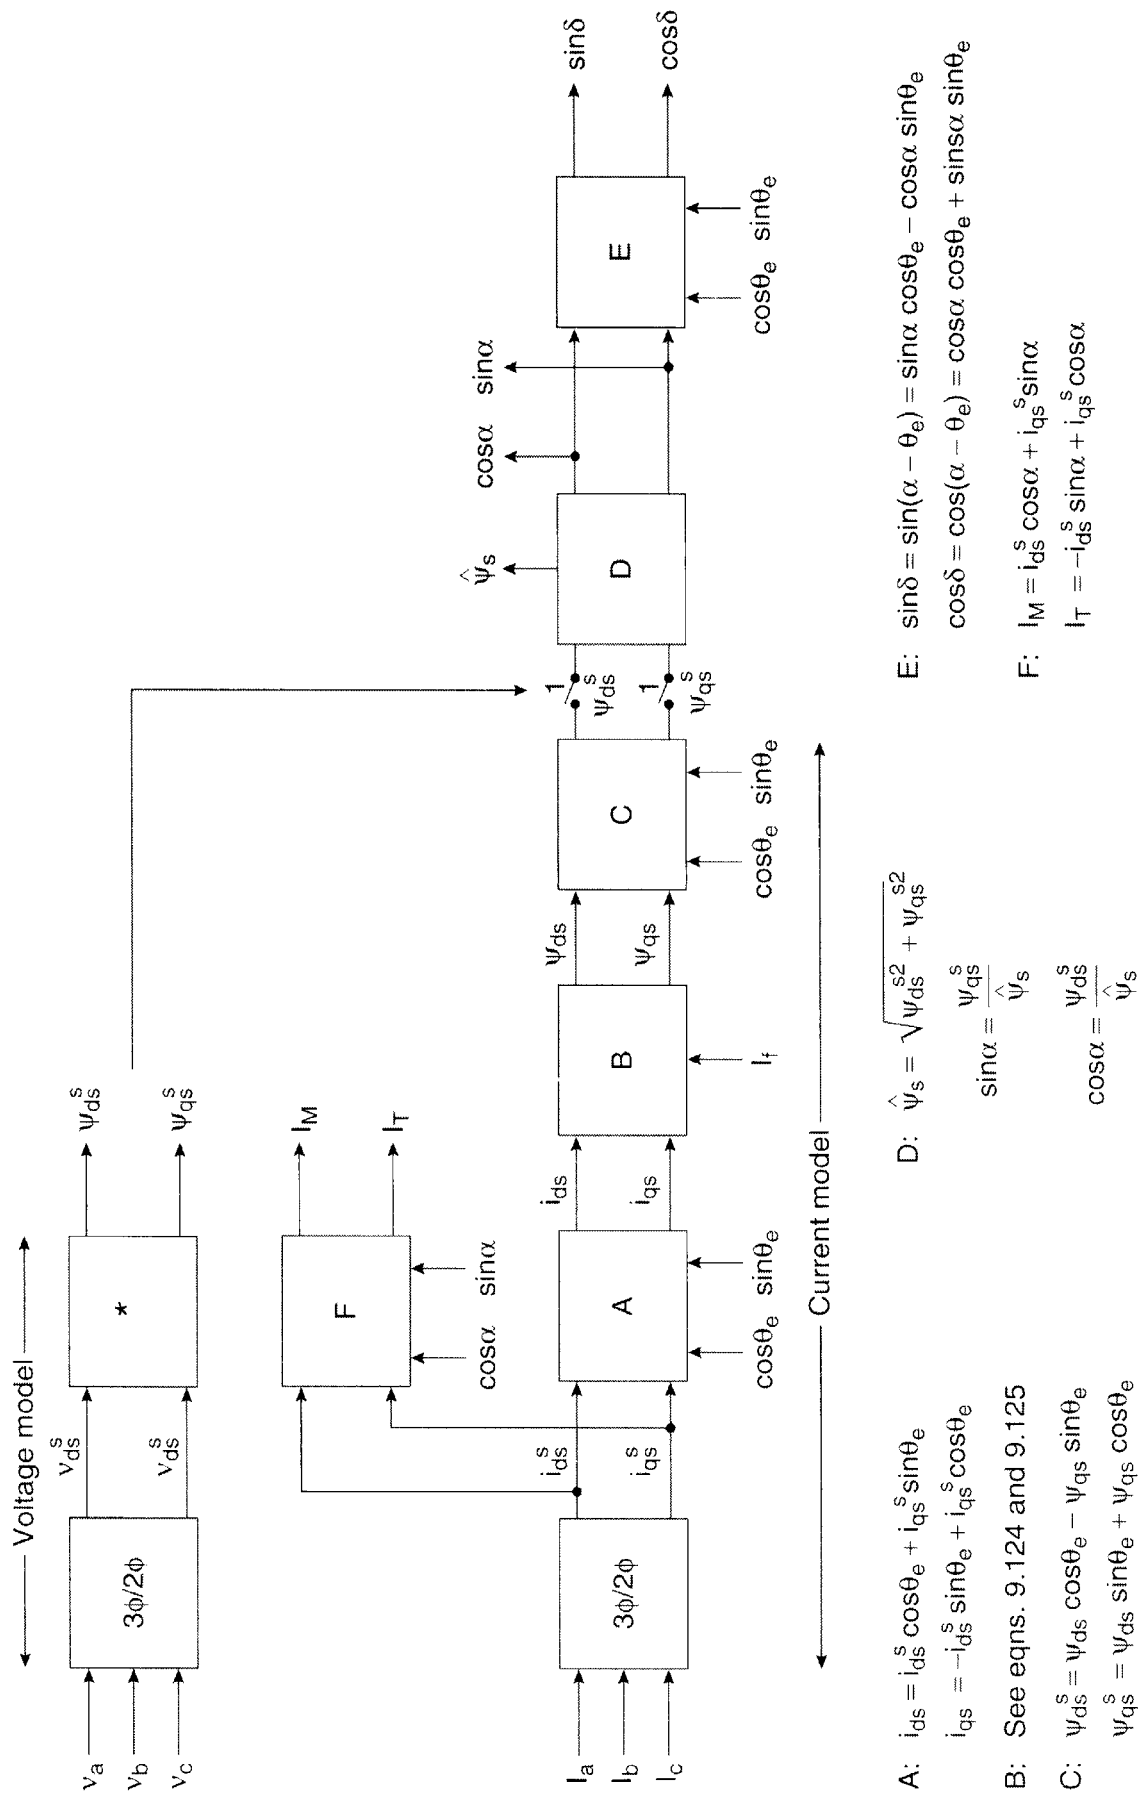 Voltage model
v_a
v_b
v_c
3ϕ/2ϕ
v_ds^s
v_ds^s
*
ψ_ds^s
ψ_qs^s
F
cosα sinα
I_M
I_T
I_a
I_b
I_c
3ϕ/2ϕ
i_ds^s
i_qs^s
A
cosθ_e sinθ_e
i_ds
i_qs
B
I_f
ψ_ds
ψ_qs
C
cosθ_e sinθ_e
1
ψ_ds^s
1
ψ_qs^s
D
ψ̂_s
cosα sinα
E
cosθ_e sinθ_e
sinδ
cosδ
Current model
A: i_ds = i_ds^s cosθ_e + i_qs^s sinθ_e
i_qs = -i_ds^s sinθ_e + i_qs^s cosθ_e
B: See eqns. 9.124 and 9.125
C: ψ_ds^s = ψ_ds cosθ_e - ψ_qs sinθ_e
ψ_qs^s = ψ_ds sinθ_e + ψ_qs cosθ_e
D: ψ̂_s = √(ψ_ds^s2 + ψ_qs^s2)
sinα = ψ_qs^s / ψ̂_s
cosα = ψ_ds^s / ψ̂_s
E: sinδ = sin(α - θ_e) = sinα cosθ_e - cosα sinθ_e
cosδ = cos(α - θ_e) = cosα cosθ_e + sinsα sinθ_e
F: I_M = i_ds^s cosα + i_qs^s sinα
I_T = -i_ds^s sinα + i_qs^s cosα